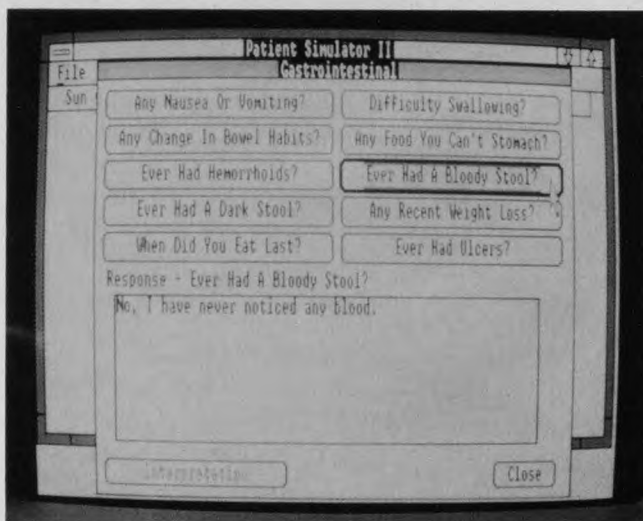 Patient Simulator II
Gastrointestinal
File
Sun
Any Nausea Or Vomiting?
Difficulty Swallowing?
Any Change In Bowel Habits?
Any Food You Can't Stomach?
Ever Had Hemorrhoids?
Ever Had A Bloody Stool?
Ever Had A Dark Stool?
Any Recent Weight Loss?
When Did You Eat Last?
Ever Had Ulcers?
Response - Ever Had A Bloody Stool?
No, I have never noticed any blood.
Close